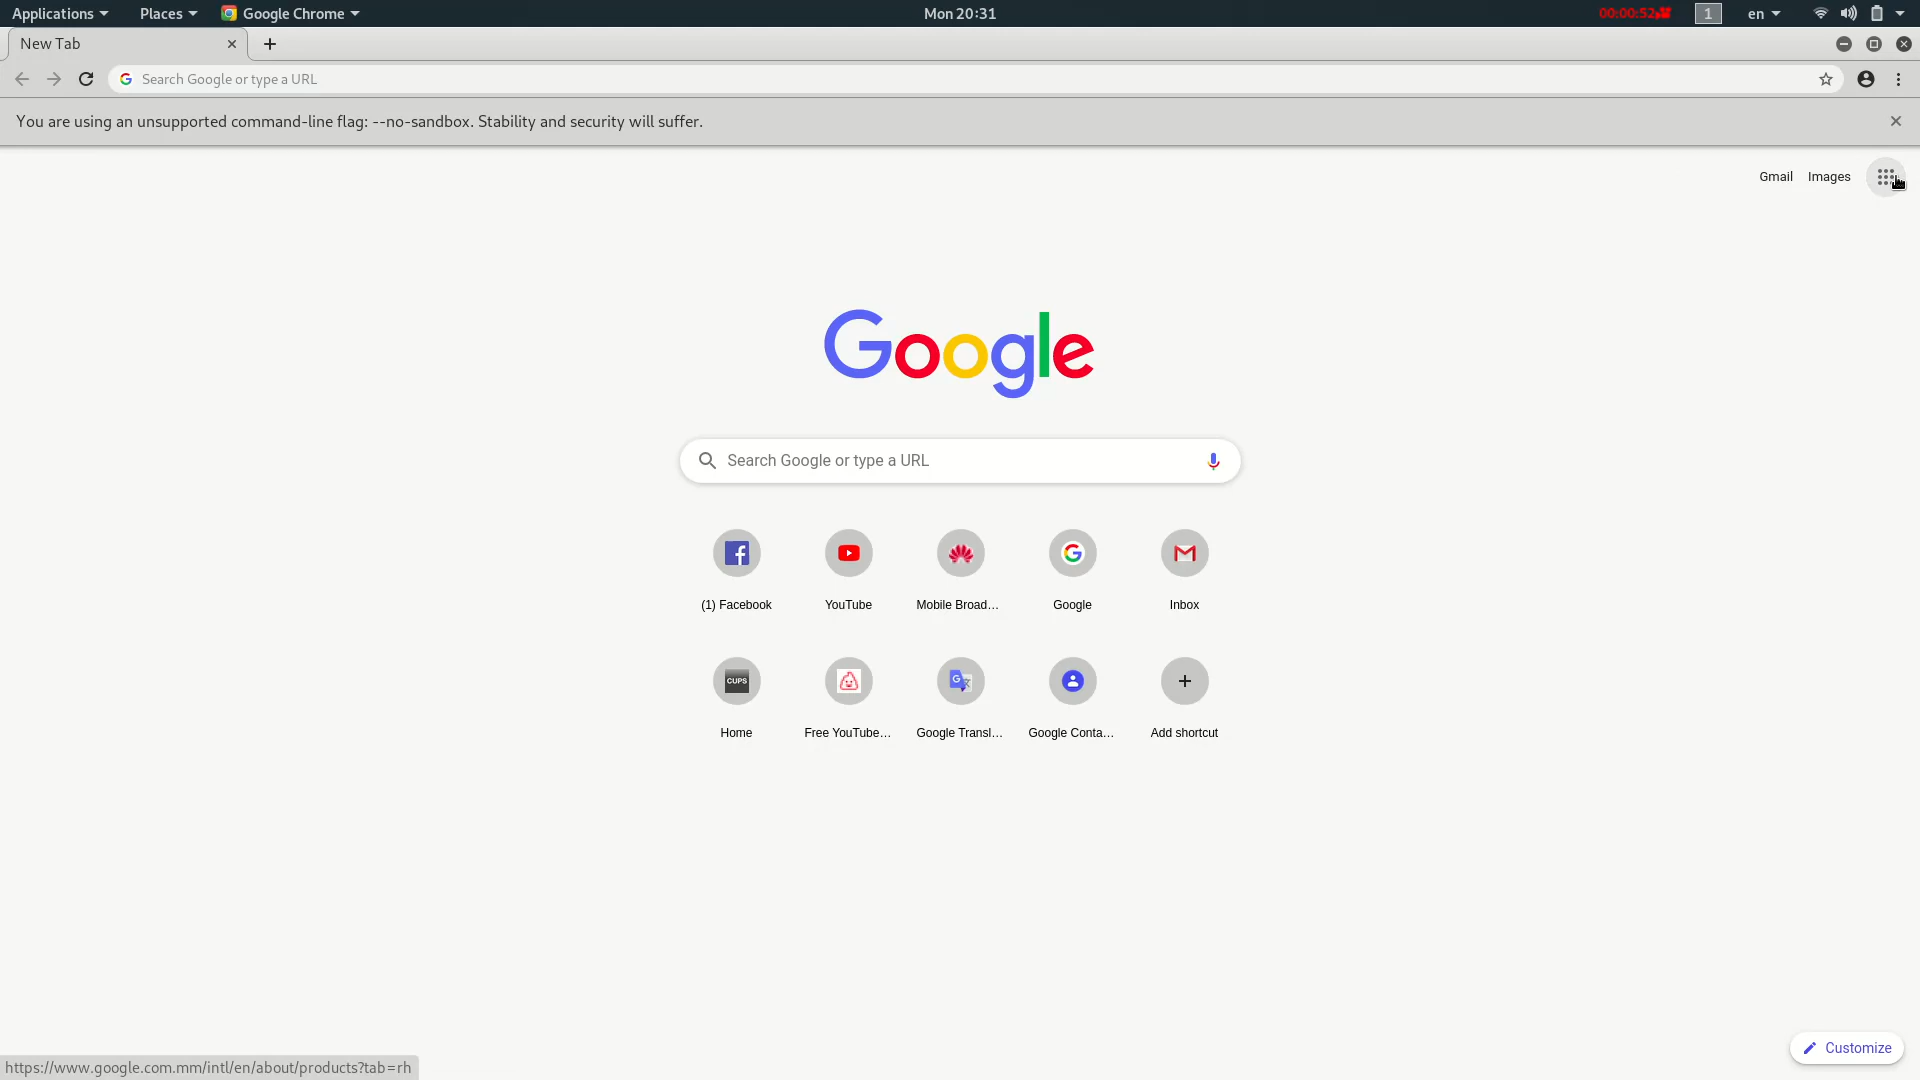 Applications Places Google Chrome Mon 20:31 00:00:52 1 en
New Tab
Search Google or type a URL
You are using an unsupported command-line flag: --no-sandbox. Stability and security will suffer.
Gmail Images
Google
Search Google or type a URL
(1) Facebook YouTube Mobile Broad... Google Inbox
CUPS
Home Free YouTube... Google Transl... Google Conta... Add shortcut
Customize
https://www.google.com.mm/intl/en/about/products?tab=rh